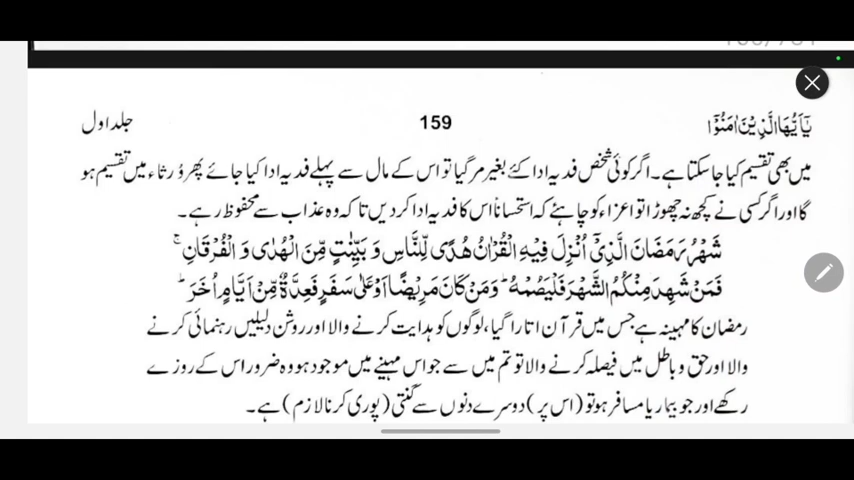 یٰۤاَیُّهَا الَّذِیْنَ اٰمَنُوْۤا 159 جلد اول
میں بھی تقسیم کیا جاسکتا ہے۔ اگر کوئی شخص فدیہ ادا کئے بغیر مر گیا تو اس کے مال سے پہلے فدیہ ادا کیا جائے پھر وُرثاء میں تقسیم ہو
گا اور اگر کسی نے کچھ نہ چھوڑا تو اعزاء کو چاہئے کہ استحساناً اس کا فدیہ ادا کردیں تا کہ وہ عذاب سے محفوظ رہے۔
شَهْرُ رَمَضَانَ الَّذِیْۤ اُنْزِلَ فِیْهِ الْقُرْاٰنُ هُدًی لِّلنَّاسِ وَ بَیِّنٰتٍ مِّنَ الْهُدٰی وَ الْفُرْقَانِ ۚ
فَمَنْ شَهِدَ مِنْكُمُ الشَّهْرَ فَلْیَصُمْهُ ؕ وَ مَنْ كَانَ مَرِیْضًا اَوْ عَلٰی سَفَرٍ فَعِدَّةٌ مِّنْ اَیَّامٍ اُخَرَ ؕ
رمضان کا مہینہ ہے جس میں قرآن اتارا گیا، لوگوں کو ہدایت کرنے والا اور روشن دلیلیں رہنمائی کرنے
والا اور حق و باطل میں فیصلہ کرنے والا تو تم میں سے جو اس مہینے میں موجود ہو وہ ضرور اس کے روزے
رکھے اور جو بیمار یا مسافر ہو تو (اس پر) دوسرے دنوں سے گنتی (پوری کرنا لازم) ہے۔